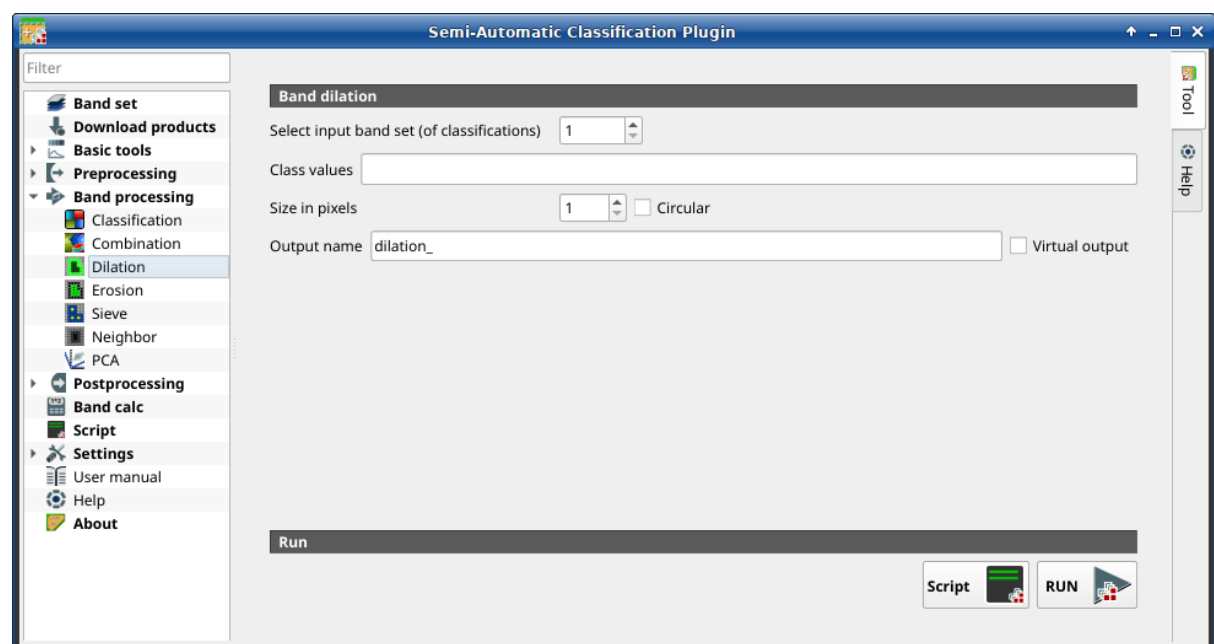 Semi-Automatic Classification Plugin
Filter
Band set
Download products
Basic tools
Preprocessing
Band processing
Classification
Combination
Dilation
Erosion
Sieve
Neighbor
PCA
Postprocessing
Band calc
Script
Settings
User manual
Help
About
Band dilation
Select input band set (of classifications) 1
Class values
Size in pixels 1 Circular
Output name dilation_ Virtual output
Run
Script RUN
Tool
Help